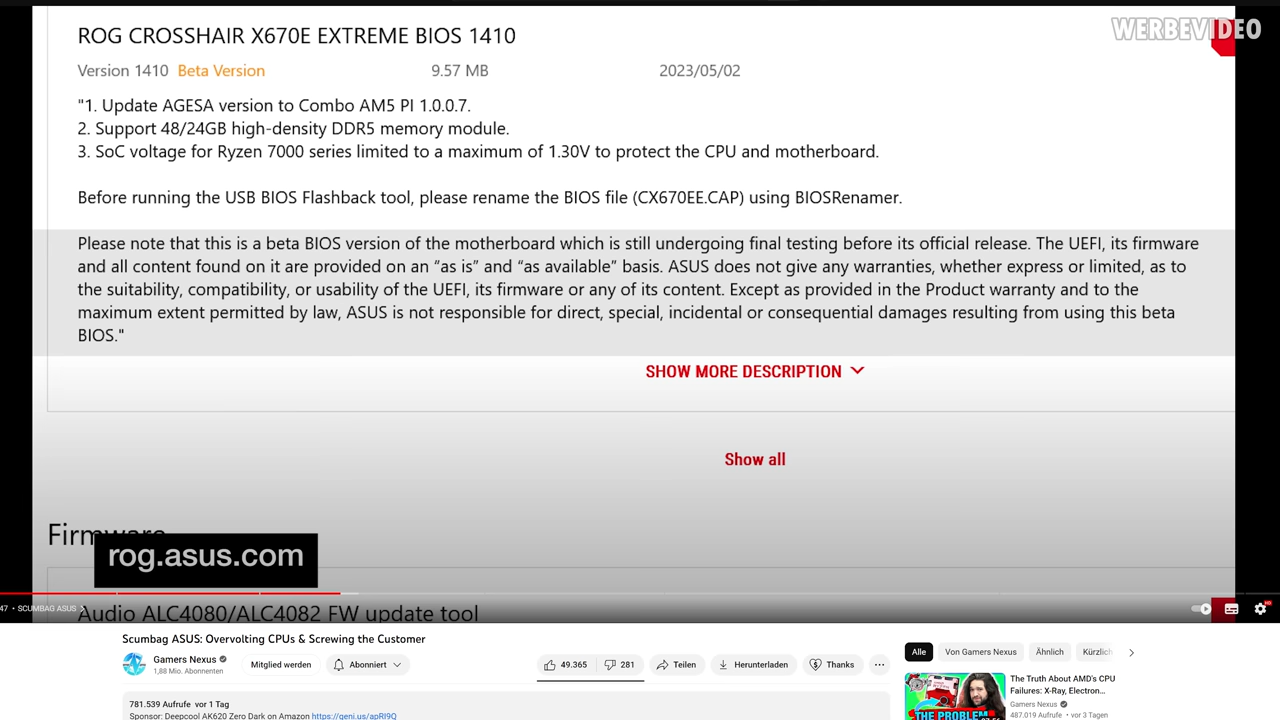 WERBEVIDEO
ROG CROSSHAIR X670E EXTREME BIOS 1410
Version 1410 Beta Version 9.57 MB 2023/05/02
"1. Update AGESA version to Combo AM5 PI 1.0.0.7.
2. Support 48/24GB high-density DDR5 memory module.
3. SoC voltage for Ryzen 7000 series limited to a maximum of 1.30V to protect the CPU and motherboard.
Before running the USB BIOS Flashback tool, please rename the BIOS file (CX670EE.CAP) using BIOSRenamer.
Please note that this is a beta BIOS version of the motherboard which is still undergoing final testing before its official release. The UEFI, its firmware
and all content found on it are provided on an “as is” and “as available” basis. ASUS does not give any warranties, whether express or limited, as to
the suitability, compatibility, or usability of the UEFI, its firmware or any of its content. Except as provided in the Product warranty and to the
maximum extent permitted by law, ASUS is not responsible for direct, special, incidental or consequential damages resulting from using this beta
BIOS."
SHOW MORE DESCRIPTION
Show all
Firmware
rog.asus.com
47 • SCUMBAG ASUS
Audio ALC4080/ALC4082 FW update tool
HD
Scumbag ASUS: Overvolting CPUs & Screwing the Customer
Gamers Nexus
1,88 Mio. Abonnenten
Mitglied werden
Abonniert
49.365
281
Teilen
Herunterladen
Thanks
781.539 Aufrufe vor 1 Tag
Sponsor: Deepcool AK620 Zero Dark on Amazon https://geni.us/apRI9Q
Alle
Von Gamers Nexus
Ähnlich
Kürzlich
THE PROBLEM
The Truth About AMD's CPU
Failures: X-Ray, Electron...
Gamers Nexus
487.019 Aufrufe • vor 3 Tagen